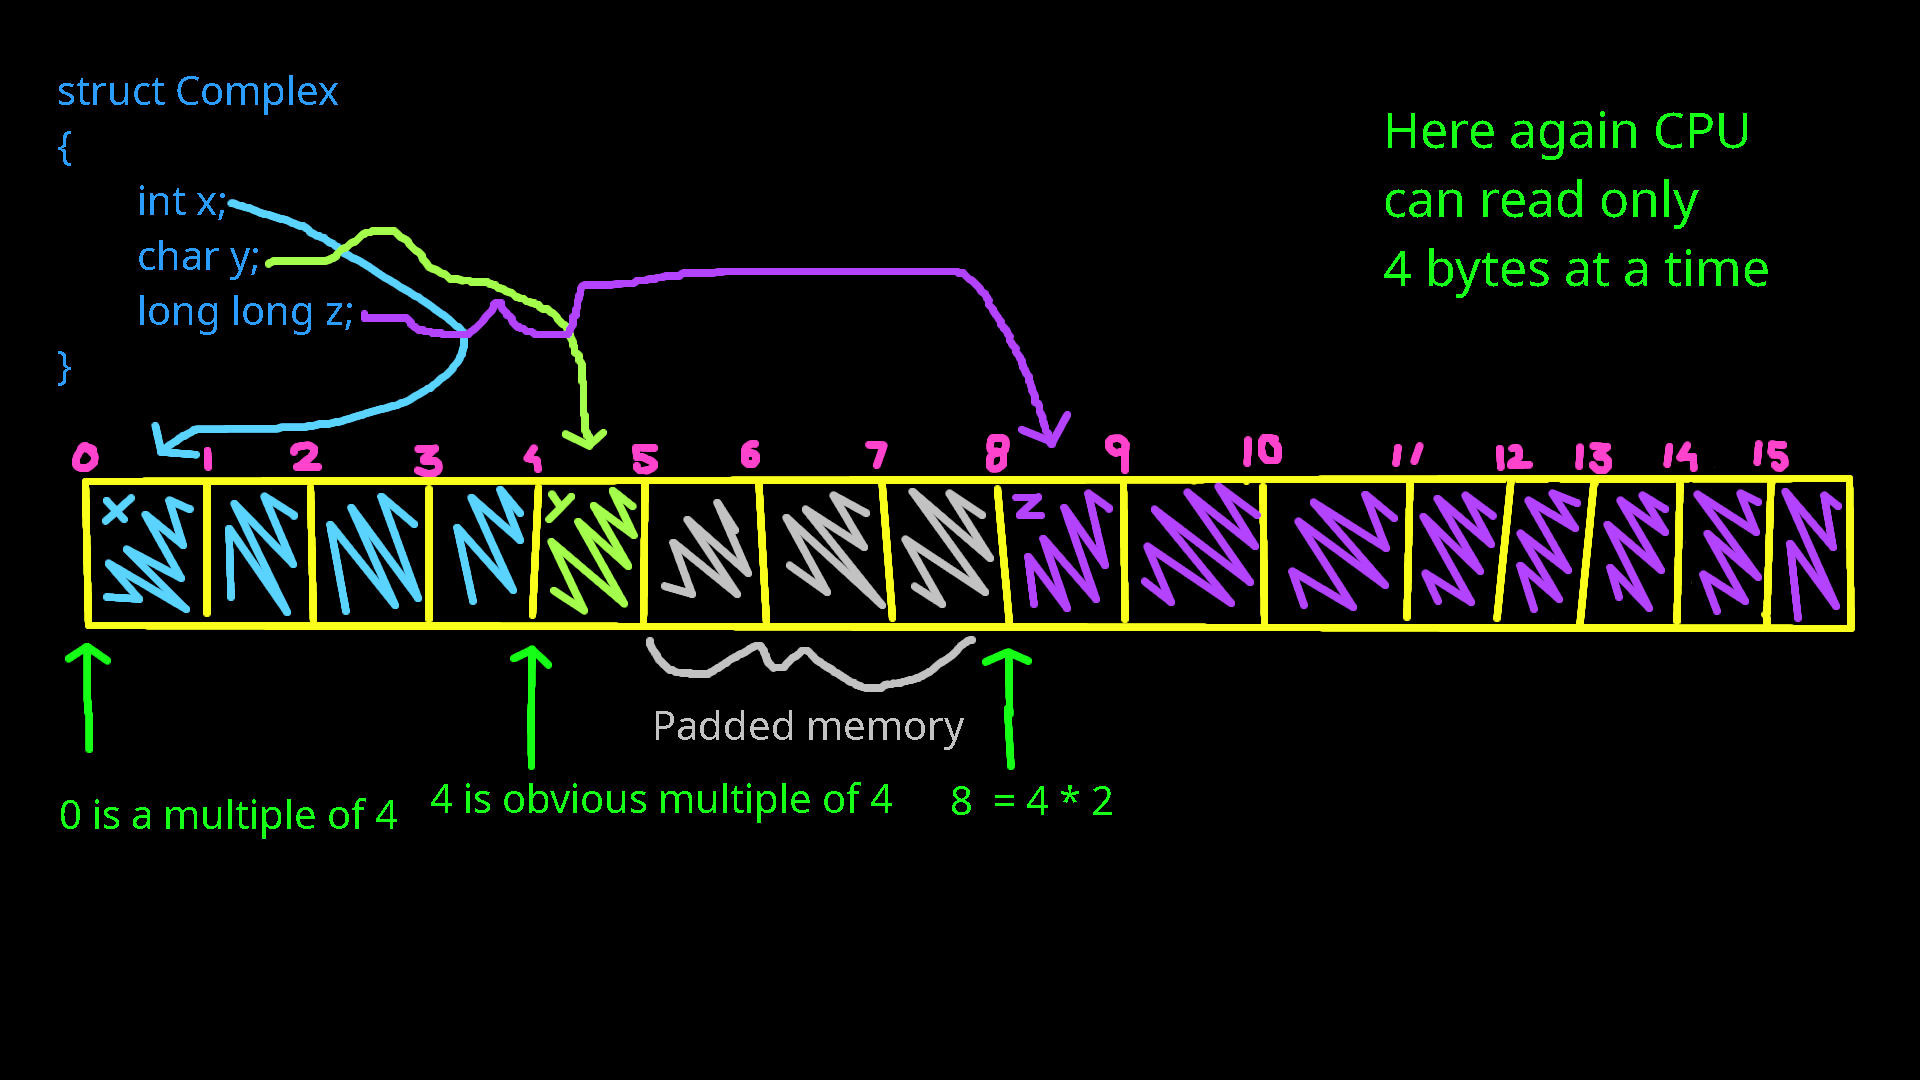 struct Complex
{
int x;
char y;
long long z;
}
Here again CPU
can read only
4 bytes at a time
0 1 2 3 4 5 6 7 8 9 10 11 12 13 14 15
x y z
Padded memory
0 is a multiple of 4
4 is obvious multiple of 4
8 = 4 * 2